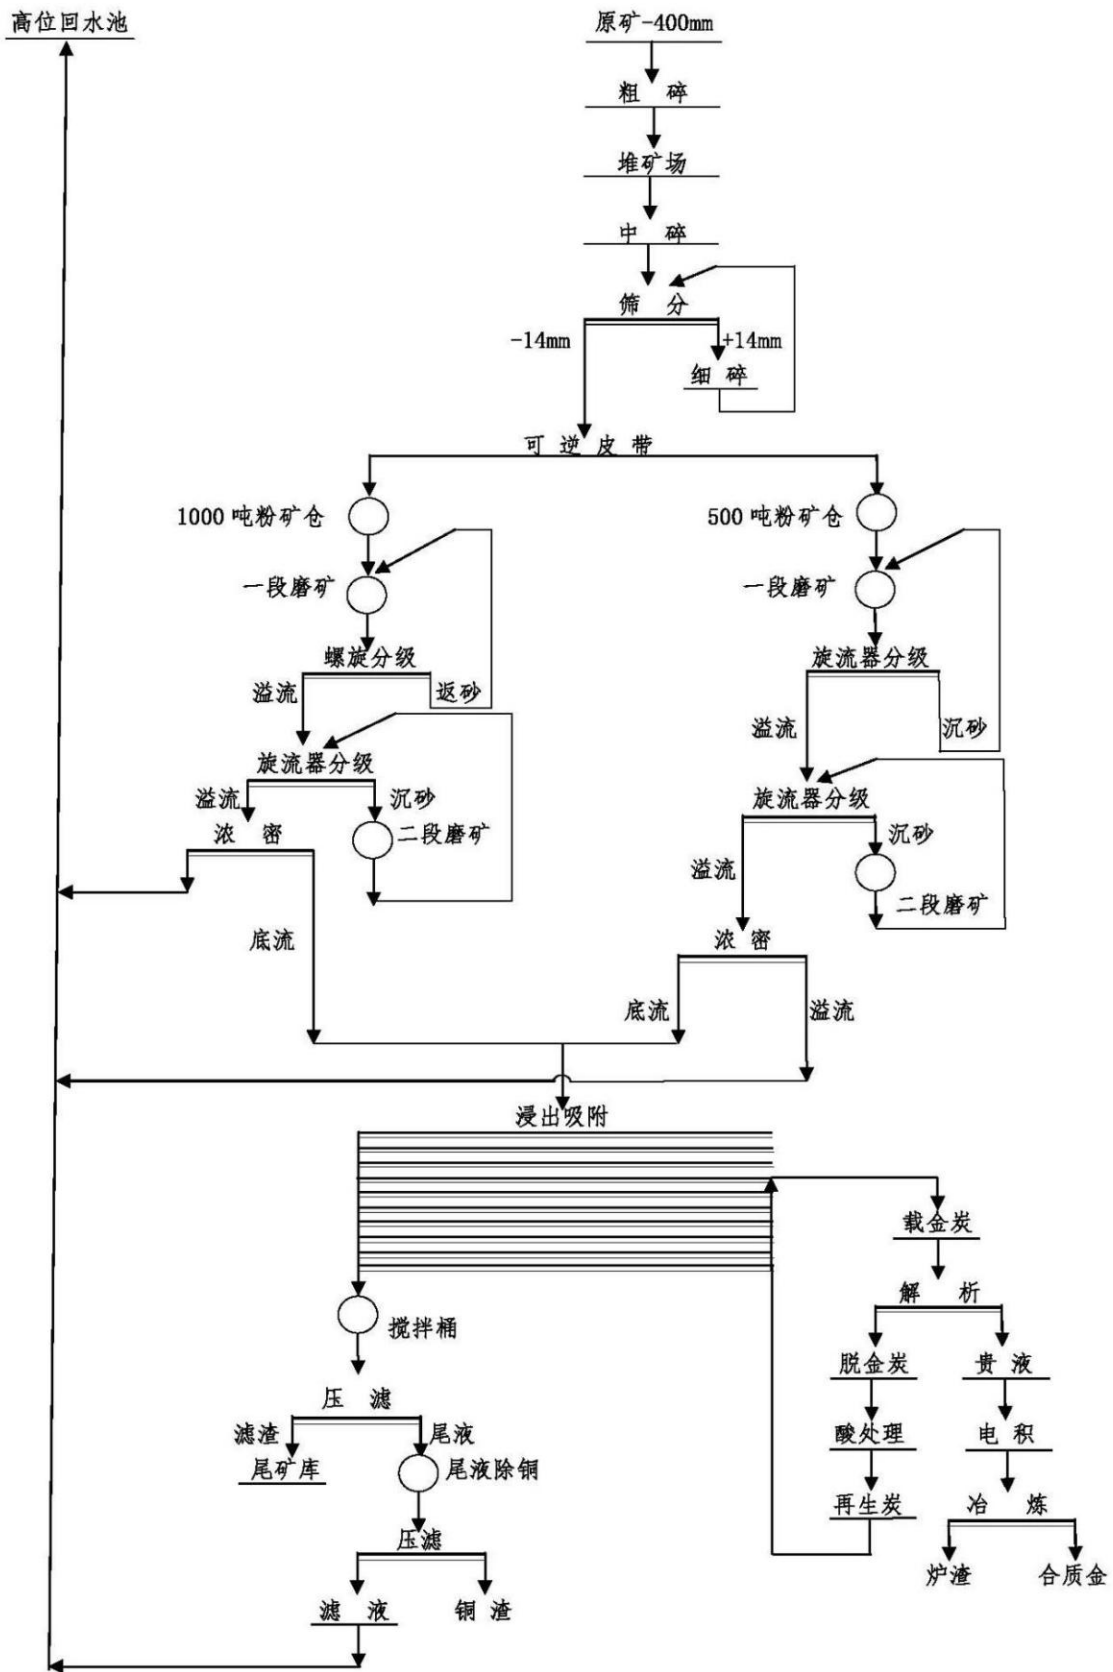 高位回水池
原矿-400mm
粗 碎
堆矿场
中 碎
筛 分
-14mm
+14mm
细 碎
可 逆 皮 带
1000 吨粉矿仓
500 吨粉矿仓
一段磨矿
一段磨矿
螺旋分级
旋流器分级
溢流
返砂
溢流
沉砂
旋流器分级
旋流器分级
溢流
沉砂
浓 密
二段磨矿
沉砂
溢流
二段磨矿
底流
浓 密
底流
溢流
浸出吸附
载金炭
解 析
搅拌桶
脱金炭
贵 液
压 滤
滤渣
尾液
酸处理
电 积
尾矿库
尾液除铜
再生炭
冶 炼
压滤
炉渣
合质金
滤 液
铜 渣